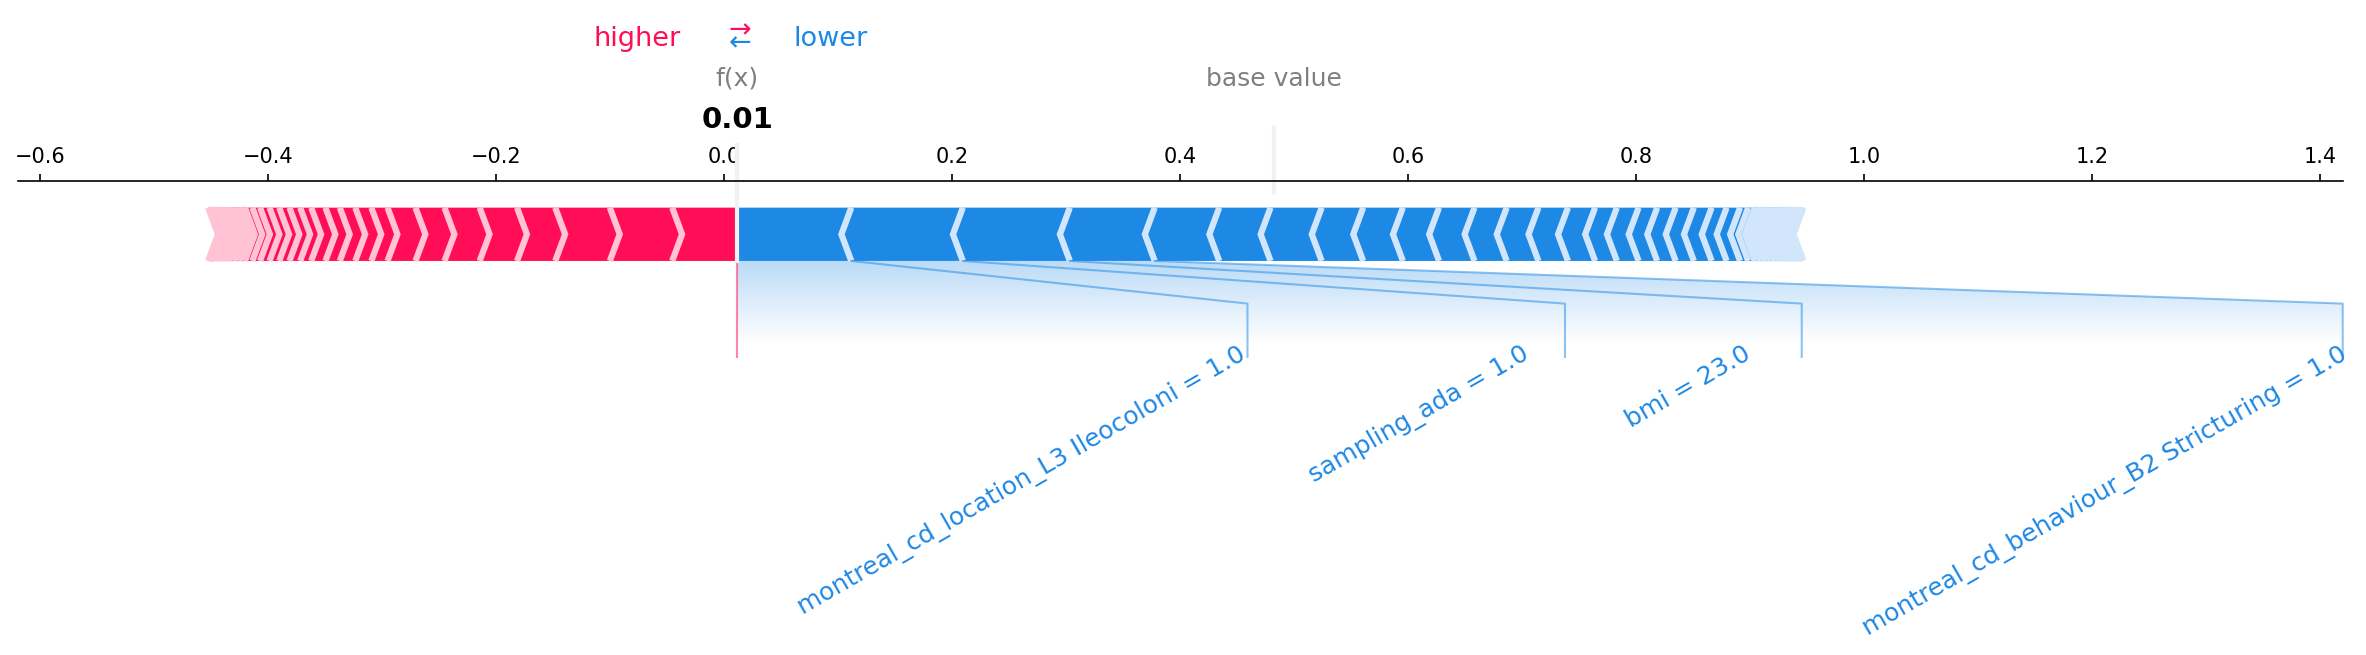 higher ⇄ lower
f(x) base value
0.01
−0.6 −0.4 −0.2 0.0 0.2 0.4 0.6 0.8 1.0 1.2 1.4
montreal_cd_location_L3 Ileocoloni = 1.0
sampling_ada = 1.0
bmi = 23.0
montreal_cd_behaviour_B2 Stricturing = 1.0